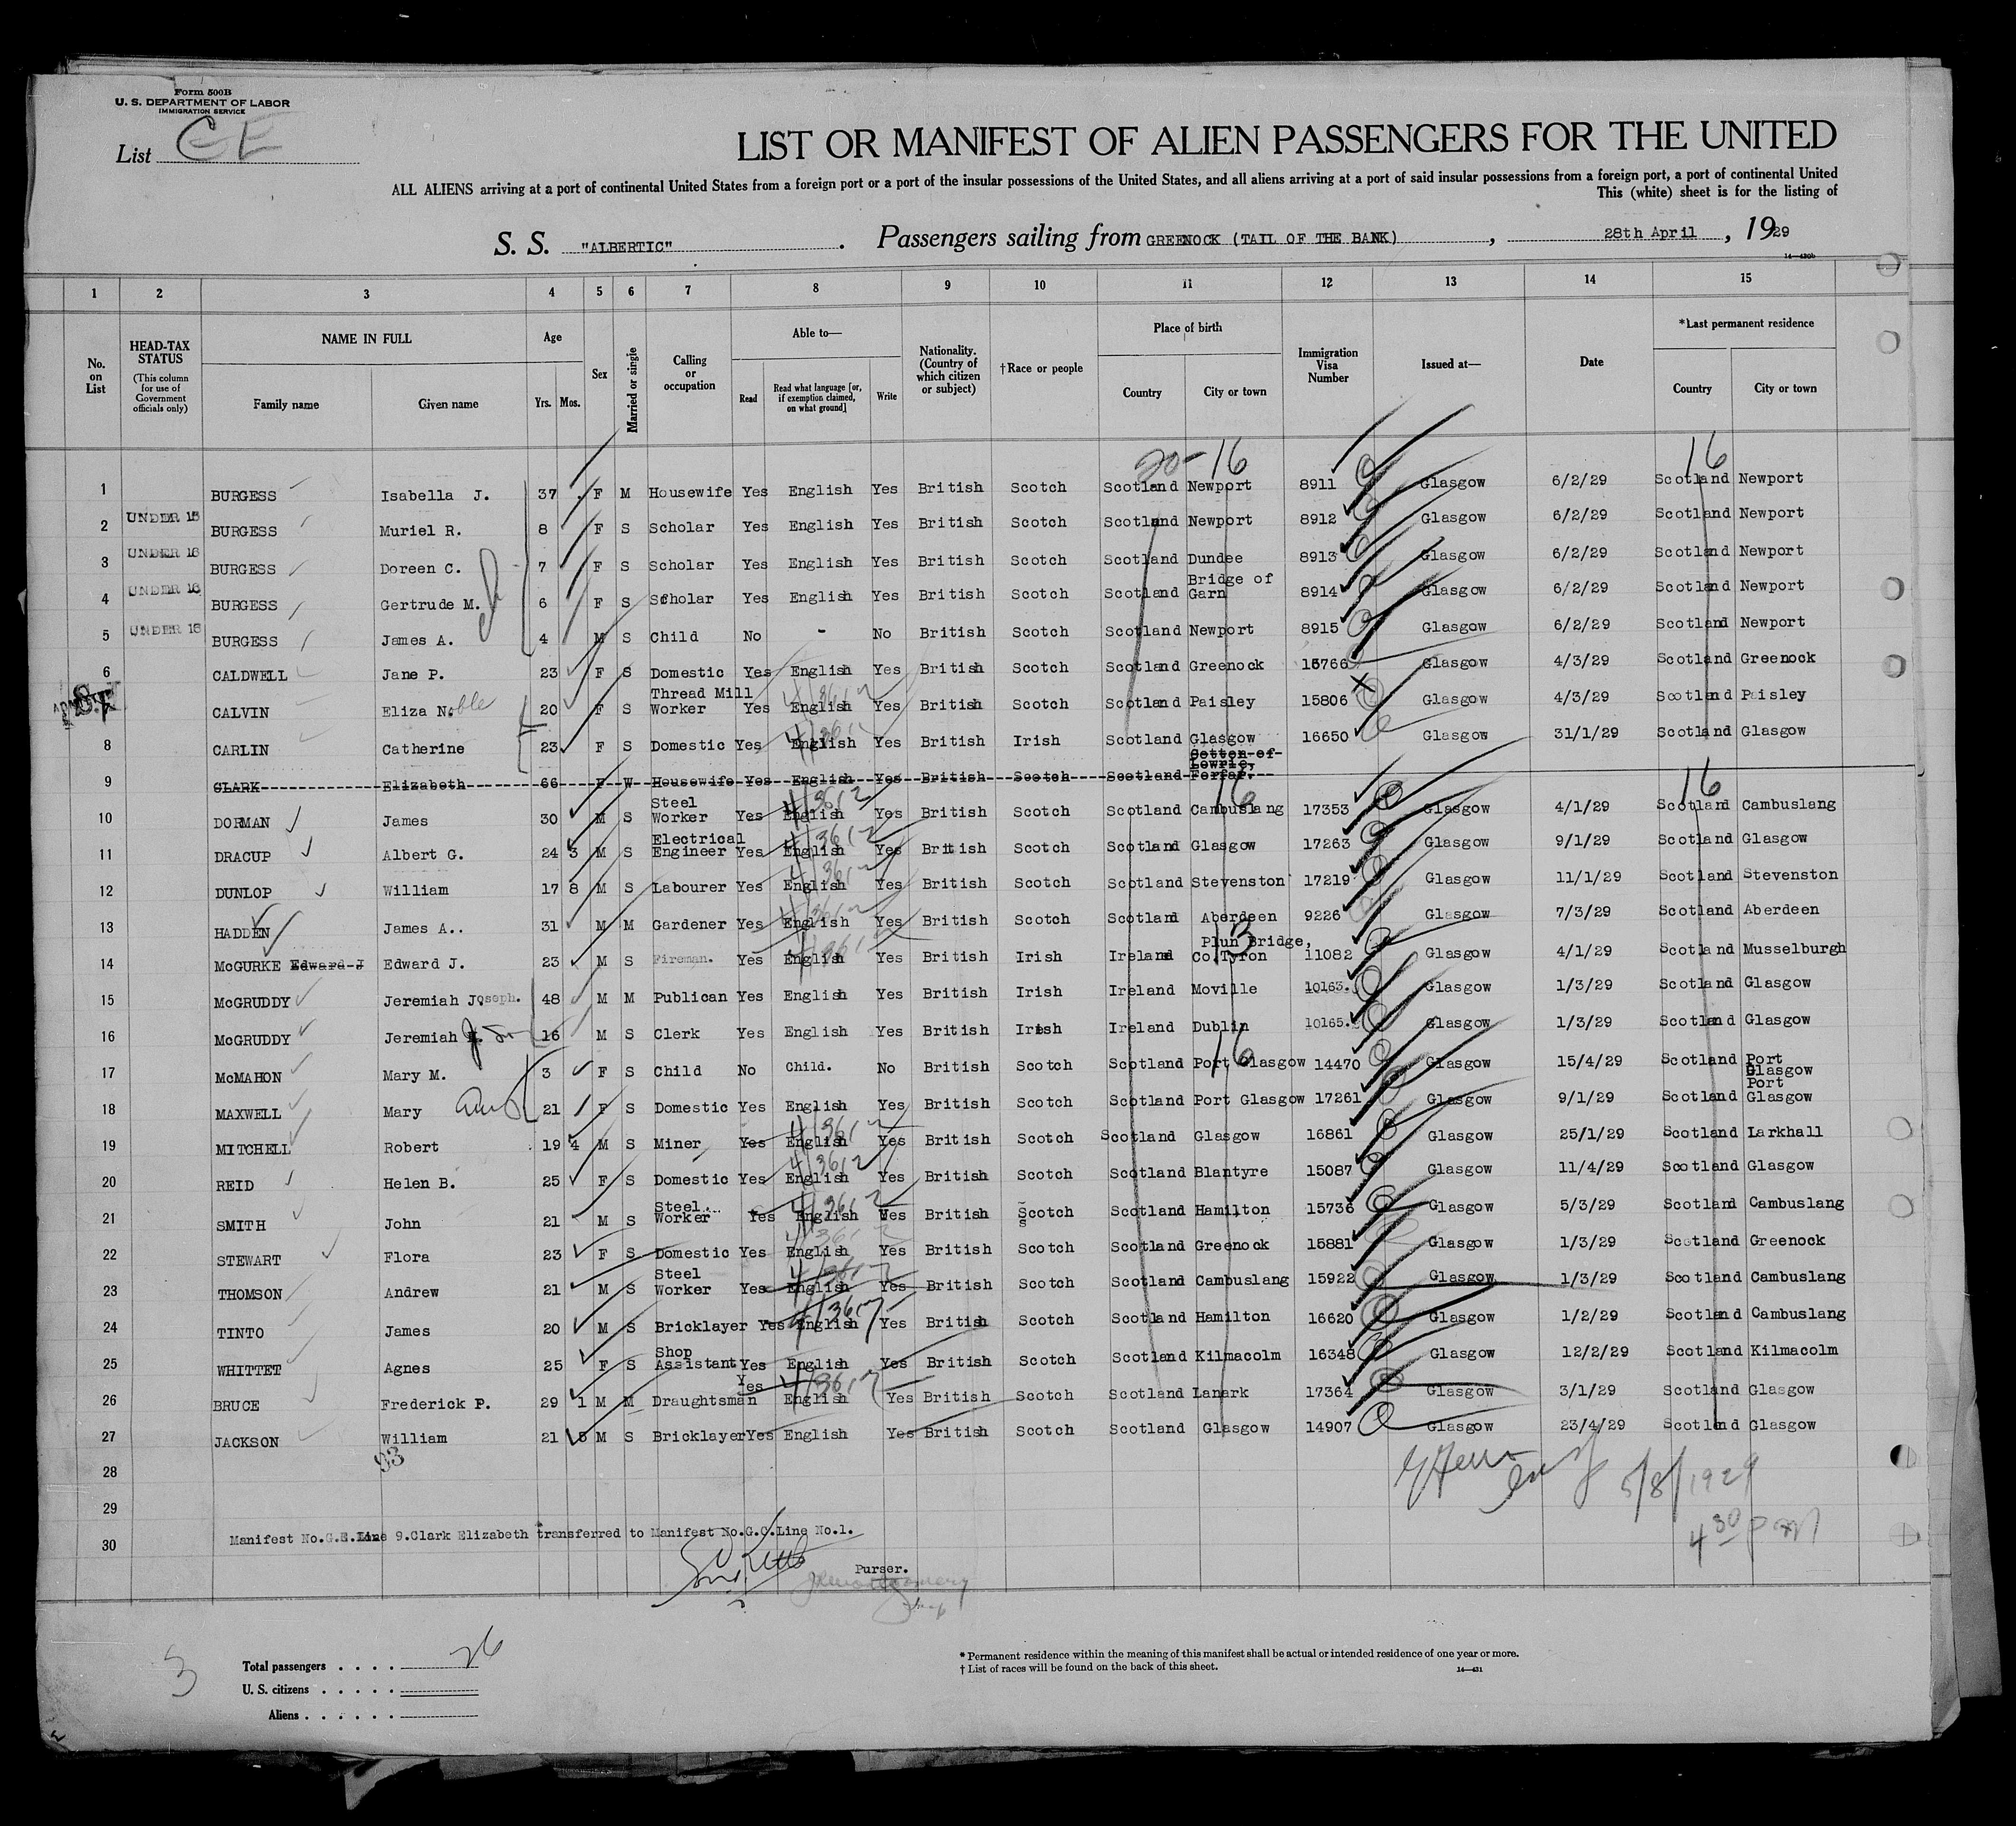 Form 500B
U. S. DEPARTMENT OF LABOR
IMMIGRATION SERVICE
List GE
LIST OR MANIFEST OF ALIEN PASSENGERS FOR THE UNITED
ALL ALIENS arriving at a port of continental United States from a foreign port or a port of the insular possessions of the United States, and all aliens arriving at a port of said insular possessions from a foreign port, a port of continental United
This (white) sheet is for the listing of
S. S. "ALBERTIC" . Passengers sailing from GREENOCK (TAIL OF THE BANK) , 28th April , 1929
16—430b
1 2 3 4 5 6 7 8 9 10 11 12 13 14 15
No. on List
HEAD-TAX STATUS (This column for use of Government officials only)
NAME IN FULL Family name Given name
Age Yrs. Mos.
Sex
Married or single
Calling or occupation
Able to— Read Read what language [or, if exemption claimed, on what ground] Write
Nationality. (Country of which citizen or subject)
†Race or people
Place of birth Country City or town
Immigration Visa Number
Issued at—
Date
*Last permanent residence Country City or town
20-16 16
1 BURGESS Isabella J. 37 F M Housewife Yes English Yes British Scotch Scotland Newport 8911 Glasgow 6/2/29 Scotland Newport
2 UNDER 16 BURGESS Muriel R. 8 F S Scholar Yes English Yes British Scotch Scotland Newport 8912 Glasgow 6/2/29 Scotland Newport
3 UNDER 16 BURGESS Doreen C. 7 F S Scholar Yes English Yes British Scotch Scotland Dundee 8913 Glasgow 6/2/29 Scotland Newport
4 UNDER 16 BURGESS Gertrude M. 6 F S Scholar Yes English Yes British Scotch Scotland Bridge of Garn 8914 Glasgow 6/2/29 Scotland Newport
5 UNDER 16 BURGESS James A. 4 M S Child No - No British Scotch Scotland Newport 8915 Glasgow 6/2/29 Scotland Newport
6 CALDWELL Jane P. 23 F S Domestic Yes English Yes British Scotch Scotland Greenock 15766 Glasgow 4/3/29 Scotland Greenock
CALVIN Eliza Noble 20 F S Thread Mill Worker Yes English Yes British Scotch Scotland Paisley 15806 Glasgow 4/3/29 Scotland Paisley
8 CARLIN Catherine 23 F S Domestic Yes English Yes British Irish Scotland Glasgow 16650 Glasgow 31/1/29 Scotland Glasgow
9 CLARK Elizabeth 66 F W Housewife Yes English Yes British Scotch Scotland Cotton-of-Lowrie, Forfar.
16 16
10 DORMAN James 30 M S Steel Worker Yes English Yes British Scotch Scotland Cambuslang 17353 Glasgow 4/1/29 Scotland Cambuslang
11 DRACUP Albert G. 24 3 M S Electrical Engineer Yes English Yes British Scotch Scotland Glasgow 17263 Glasgow 9/1/29 Scotland Glasgow
12 DUNLOP William 17 8 M S Labourer Yes English Yes British Scotch Scotland Stevenston 17219 Glasgow 11/1/29 Scotland Stevenston
13 HADDEN James A.. 31 M M Gardener Yes English Yes British Scotch Scotland Aberdeen 9226 Glasgow 7/3/29 Scotland Aberdeen
13
14 McGURKE Edward J Edward J. 23 M S Fireman. Yes English Yes British Irish Ireland Plun Bridge, Co.Tyron 11082 Glasgow 4/1/29 Scotland Musselburgh
15 McGRUDDY Jeremiah Joseph. 48 M M Publican Yes English Yes British Irish Ireland Moville 10163. Glasgow 1/3/29 Scotland Glasgow
16 McGRUDDY Jeremiah J. 16 M S Clerk Yes English Yes British Irish Ireland Dublin 10165. Glasgow 1/3/29 Scotland Glasgow
16
17 McMAHON Mary M. 3 F S Child No Child. No British Scotch Scotland Port Glasgow 14470 Glasgow 15/4/29 Scotland Port Glasgow
18 MAXWELL Mary Aunt 21 F S Domestic Yes English Yes British Scotch Scotland Port Glasgow 17261 Glasgow 9/1/29 Scotland Port Glasgow
19 MITCHELL Robert 19 4 M S Miner Yes English Yes British Scotch Scotland Glasgow 16861 Glasgow 25/1/29 Scotland Larkhall
20 REID Helen B. 25 F S Domestic Yes English Yes British Scotch Scotland Blantyre 15087 Glasgow 11/4/29 Scotland Glasgow
21 SMITH John 21 M S Steel Worker Yes English Yes British Scotch Scotland Hamilton 15736 Glasgow 5/3/29 Scotland Cambuslang
22 STEWART Flora 23 F S Domestic Yes English Yes British Scotch Scotland Greenock 15881 Glasgow 1/3/29 Scotland Greenock
23 THOMSON Andrew 21 M S Steel Worker Yes English Yes British Scotch Scotland Cambuslang 15922 Glasgow 1/3/29 Scotland Cambuslang
24 TINTO James 20 M S Bricklayer Yes English Yes British Scotch Scotland Hamilton 16620 Glasgow 1/2/29 Scotland Cambuslang
25 WHITTET Agnes 25 F S Shop Assistant Yes English Yes British Scotch Scotland Kilmacolm 16348 Glasgow 12/2/29 Scotland Kilmacolm
26 BRUCE Frederick P. 29 1 M M Draughtsman Yes English Yes British Scotch Scotland Lanark 17364 Glasgow 3/1/29 Scotland Glasgow
27 JACKSON William 21 8 M S Bricklayer Yes English Yes British Scotch Scotland Glasgow 14907 Glasgow 23/4/29 Scotland Glasgow
28 5/8/1929
29
4 30 pm
30 Manifest No.G.E.Line 9.Clark Elizabeth transferred to Manifest No.G.C.Line No.1.
Purser.
Total passengers . . . . 26
U. S. citizens . . . . .
Aliens . . . . . .
3
* Permanent residence within the meaning of this manifest shall be actual or intended residence of one year or more.
† List of races will be found on the back of this sheet. 14—431